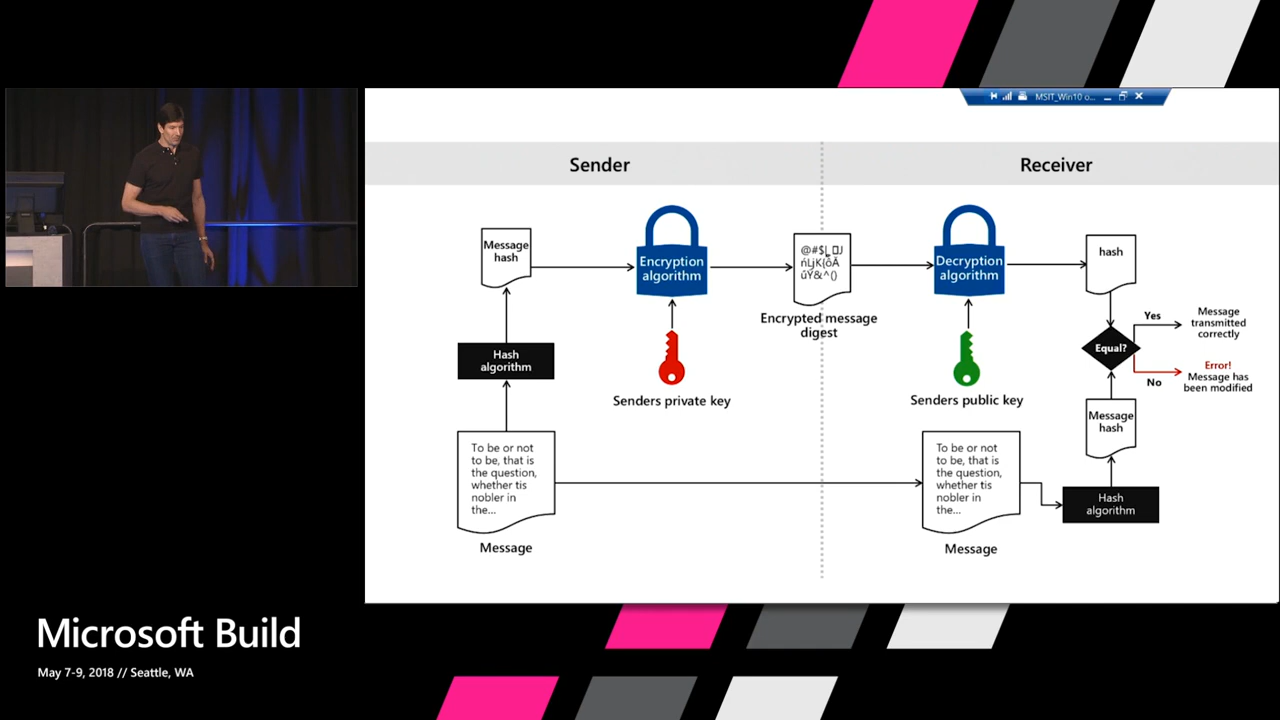 MSIT_Win10 o...
Sender
Receiver
Message
hash
Encryption
algorithm
Decryption
algorithm
hash
Encrypted message
digest
Hash
algorithm
Senders private key
Senders public key
Equal?
Yes
Message
transmitted
correctly
No
Error!
Message has
been modified
Message
hash
To be or not
to be, that is
the question,
whether tis
nobler in
the...
Message
To be or not
to be, that is
the question,
whether tis
nobler in
the...
Message
Hash
algorithm
Microsoft Build
May 7-9, 2018 // Seattle, WA